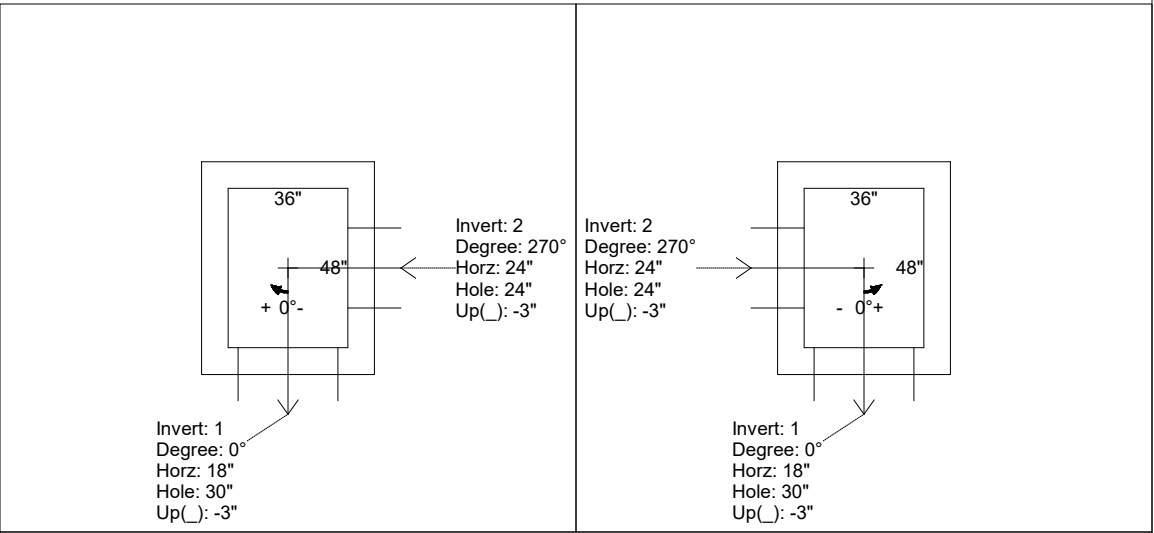 36"
48"
+ 0°-
Invert: 2
Degree: 270°
Horz: 24"
Hole: 24"
Up(_): -3"
Invert: 1
Degree: 0°
Horz: 18"
Hole: 30"
Up(_): -3"
Invert: 2
Degree: 270°
Horz: 24"
Hole: 24"
Up(_): -3"
36"
48"
- 0°+
Invert: 1
Degree: 0°
Horz: 18"
Hole: 30"
Up(_): -3"